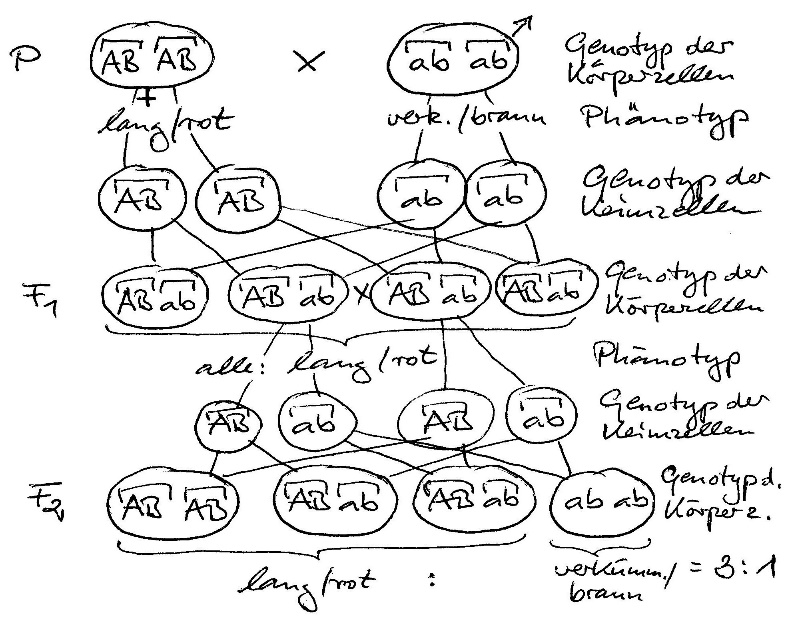 P AB AB × ab ab Genotyp der
Körperzellen
lang/rot verk./braun Phänotyp
AB AB ab ab Genotyp der
Keimzellen
F1 AB ab AB ab × AB ab AB ab Genotyp der
Körperzellen
alle: lang/rot Phänotyp
AB ab AB ab Genotyp der
Keimzellen
F2 AB AB AB ab AB ab ab ab Genotyp d.
Körperz.
lang/rot : verkümm./ = 3:1
braun